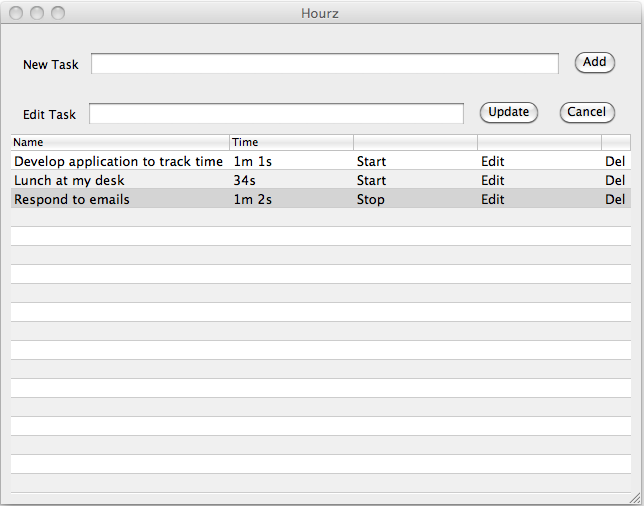 Hourz
New Task Add
Edit Task Update Cancel
Name Time
Develop application to track time 1m 1s Start Edit Del
Lunch at my desk 34s Start Edit Del
Respond to emails 1m 2s Stop Edit Del